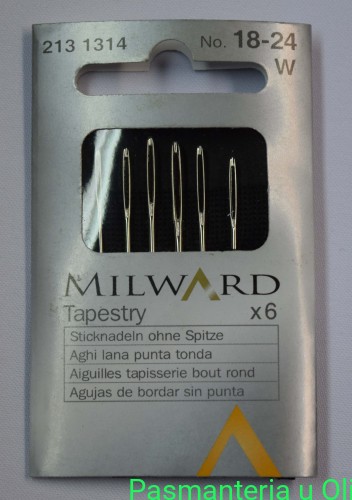 213 1314 No. 18-24
W
MILWARD
Tapestry x6
Sticknadeln ohne Spitze
Aghi lana punta tonda
Aiguilles tapisserie bout rond
Agujas de bordar sin punta
Pasmanteria u Oli